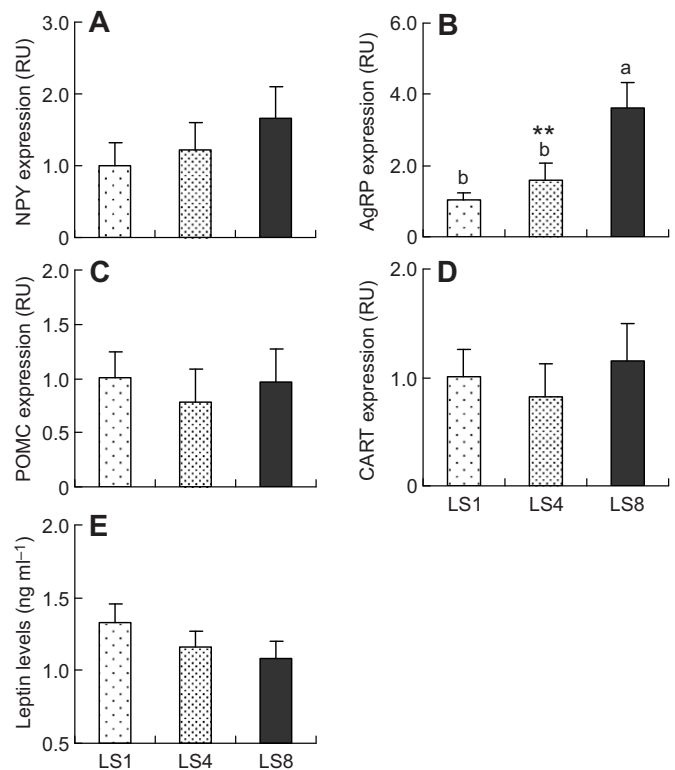 A
NPY expression (RU)
3.0
2.0
1.0
0
B
AgRP expression (RU)
6.0
4.0
2.0
0
b
**
b
a
C
POMC expression (RU)
2.0
1.5
1.0
0.5
0
D
CART expression (RU)
2.0
1.0
0
LS1 LS4 LS8
E
Leptin levels (ng ml–1)
2.0
1.5
1.0
0.5
LS1 LS4 LS8